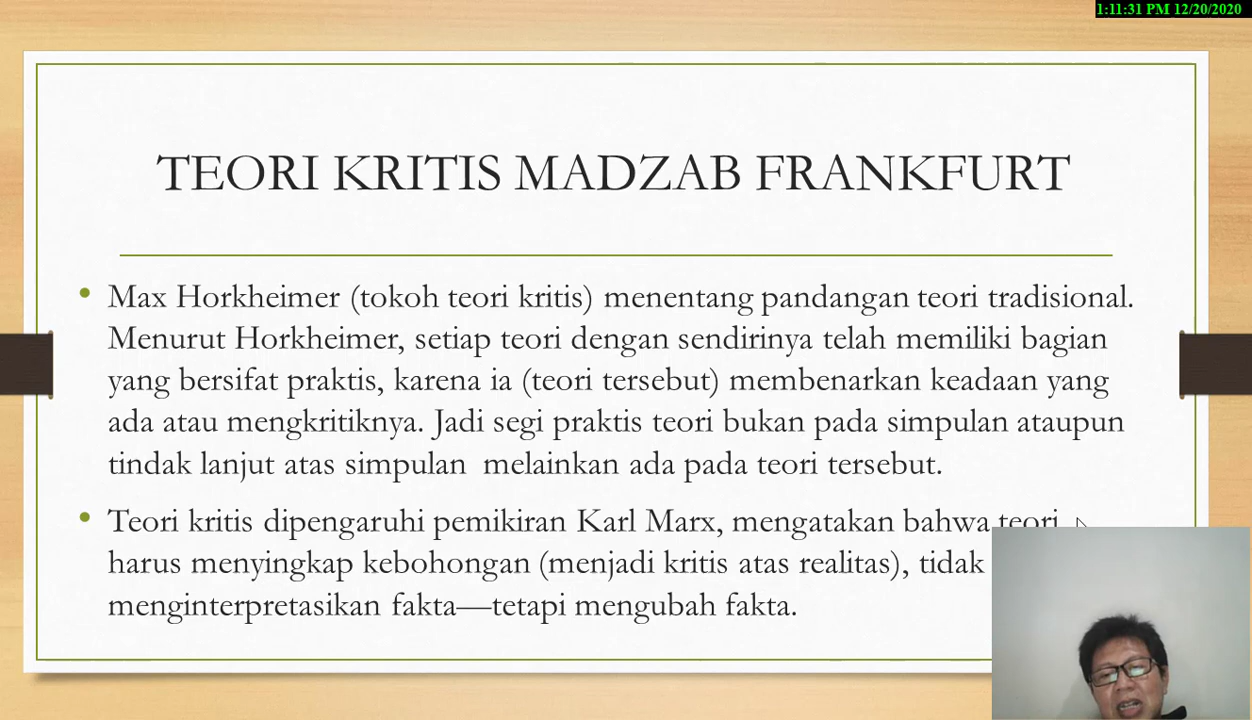 1:11:31 PM 12/20/2020
TEORI KRITIS MADZAB FRANKFURT
• Max Horkheimer (tokoh teori kritis) menentang pandangan teori tradisional.
Menurut Horkheimer, setiap teori dengan sendirinya telah memiliki bagian
yang bersifat praktis, karena ia (teori tersebut) membenarkan keadaan yang
ada atau mengkritiknya. Jadi segi praktis teori bukan pada simpulan ataupun
tindak lanjut atas simpulan  melainkan ada pada teori tersebut.
• Teori kritis dipengaruhi pemikiran Karl Marx, mengatakan bahwa teori
harus menyingkap kebohongan (menjadi kritis atas realitas), tidak
menginterpretasikan fakta—tetapi mengubah fakta.